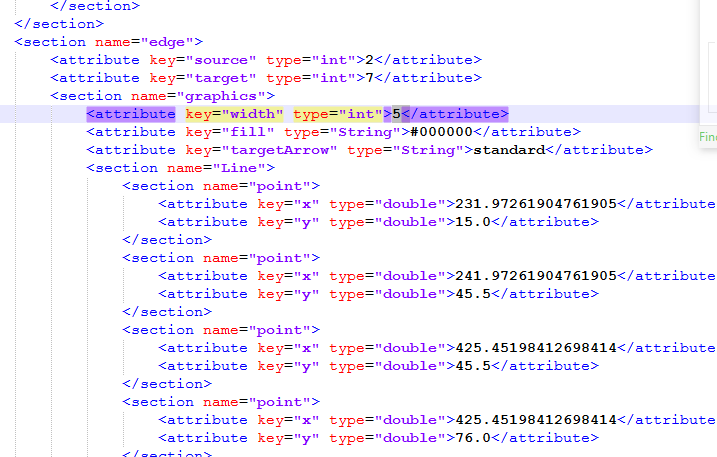 </section>
</section>
<section name="edge">
<attribute key="source" type="int">2</attribute>
<attribute key="target" type="int">7</attribute>
<section name="graphics">
<attribute key="width" type="int">5</attribute>
<attribute key="fill" type="String">#000000</attribute>
<attribute key="targetArrow" type="String">standard</attribute>
<section name="Line">
<section name="point">
<attribute key="x" type="double">231.97261904761905</attribute
<attribute key="y" type="double">15.0</attribute>
</section>
<section name="point">
<attribute key="x" type="double">241.97261904761905</attribute
<attribute key="y" type="double">45.5</attribute>
</section>
<section name="point">
<attribute key="x" type="double">425.45198412698414</attribute
<attribute key="y" type="double">45.5</attribute>
</section>
<section name="point">
<attribute key="x" type="double">425.45198412698414</attribute
<attribute key="y" type="double">76.0</attribute>
</section>